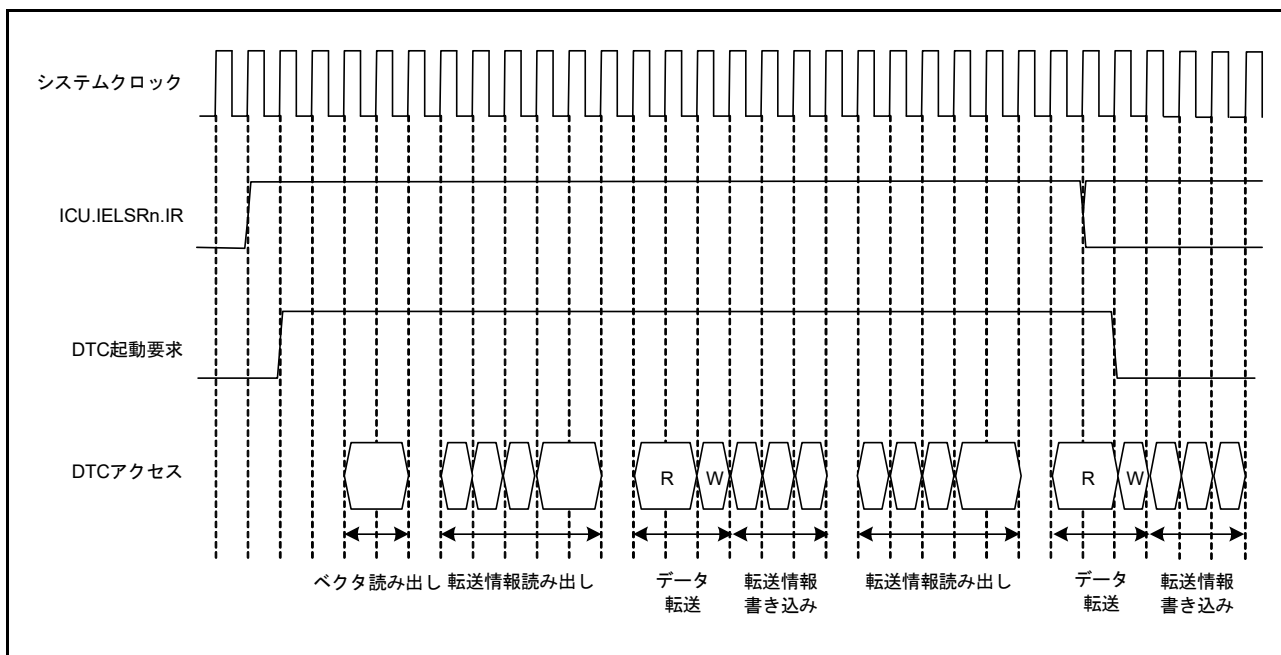 システムクロック
ICU.IELSRn.IR
DTC起動要求
DTCアクセス
R
W
R
W
ベクタ読み出し
転送情報読み出し
データ
転送
転送情報
書き込み
転送情報読み出し
データ
転送
転送情報
書き込み